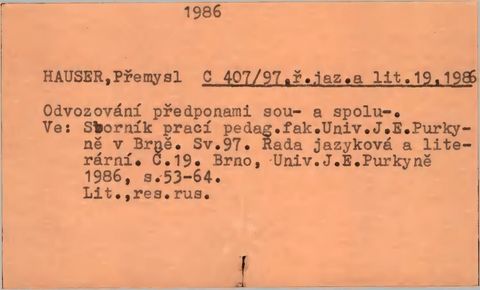 1986
HAUSER,Přemysl C 407/97,ř.jaz.a lit.19,1986
Odvozování předponami sou- a spolu-.
Ve: Sborník prací pedag.fak.Univ.J.E.Purky-
ně v Brně. Sv.97. Řada jazyková a lite-
rární. Č.19. Brno, Univ.J.E.Purkyně
1986, s.53-64.
Lit.,res.rus.